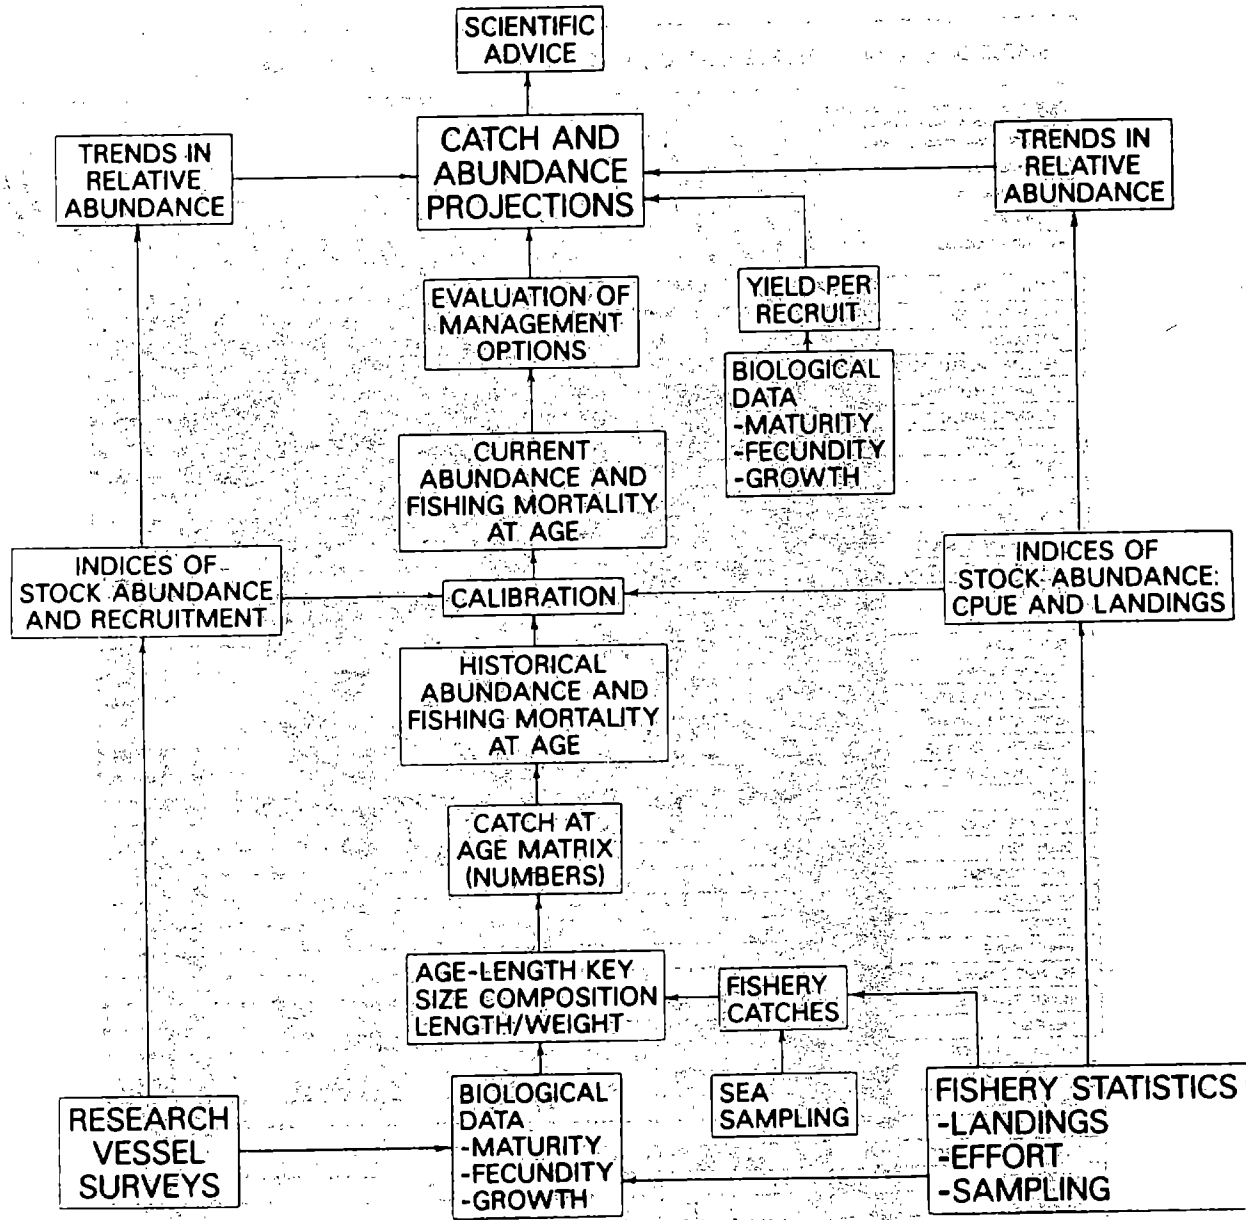 SCIENTIFIC
ADVICE
TRENDS IN
RELATIVE
ABUNDANCE
CATCH AND
ABUNDANCE
PROJECTIONS
TRENDS IN
RELATIVE
ABUNDANCE
EVALUATION OF
MANAGEMENT
OPTIONS
YIELD PER
RECRUIT
BIOLOGICAL
DATA
-MATURITY
-FECUNDITY
-GROWTH
CURRENT
ABUNDANCE AND
FISHING MORTALITY
AT AGE
INDICES OF
STOCK ABUNDANCE
AND RECRUITMENT
CALIBRATION
INDICES OF
STOCK ABUNDANCE:
CPUE AND LANDINGS
HISTORICAL
ABUNDANCE AND
FISHING MORTALITY
AT AGE
CATCH AT
AGE MATRIX
(NUMBERS)
AGE-LENGTH KEY
SIZE COMPOSITION
LENGTH/WEIGHT
FISHERY
CATCHES
RESEARCH
VESSEL
SURVEYS
BIOLOGICAL
DATA
-MATURITY
-FECUNDITY
-GROWTH
SEA
SAMPLING
FISHERY STATISTICS
-LANDINGS
-EFFORT
-SAMPLING